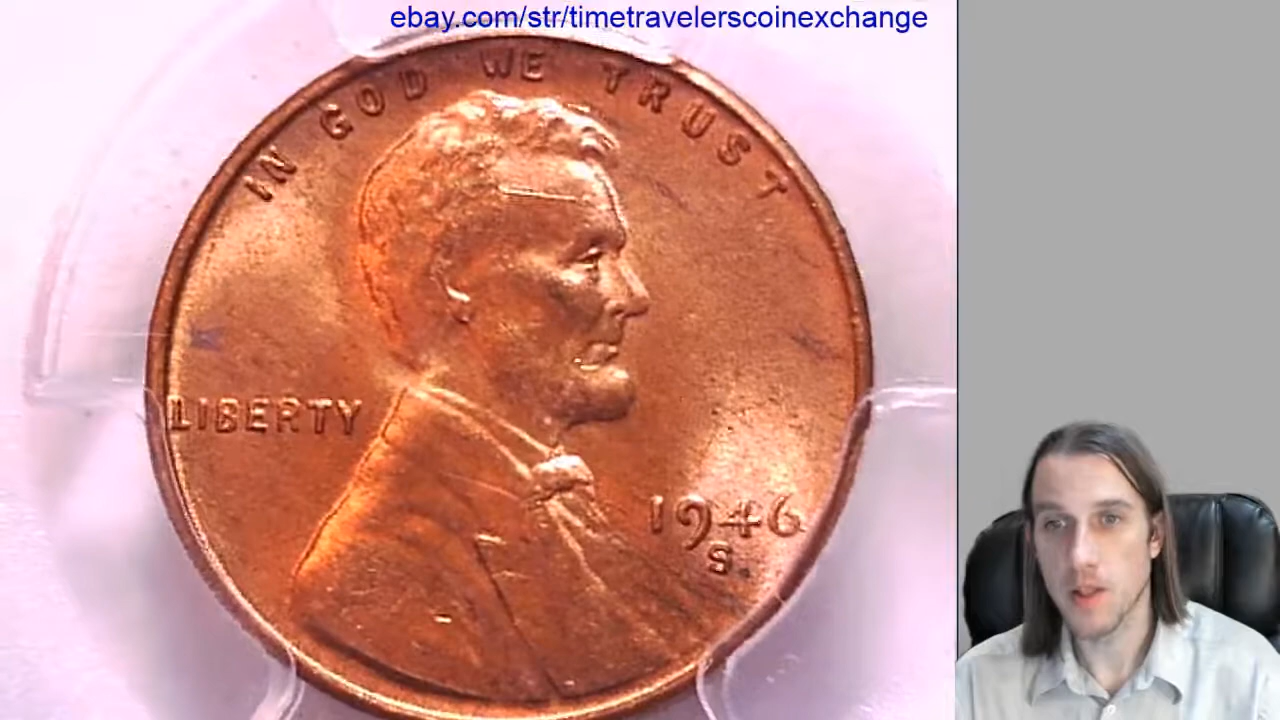 ebay.com/str/timetravelerscoinexchange
IN GOD WE TRUST
LIBERTY
1946
S